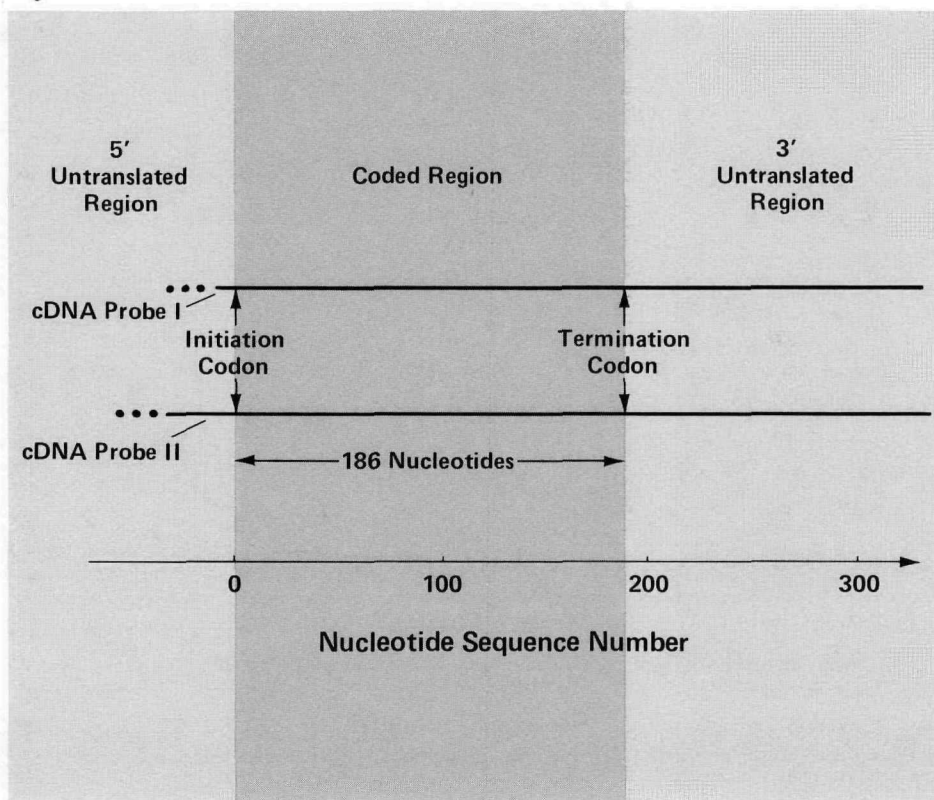 5'
Untranslated
Region
Coded Region
3'
Untranslated
Region
cDNA Probe I
Initiation
Codon
Termination
Codon
cDNA Probe II
186 Nucleotides
0
100
200
300
Nucleotide Sequence Number